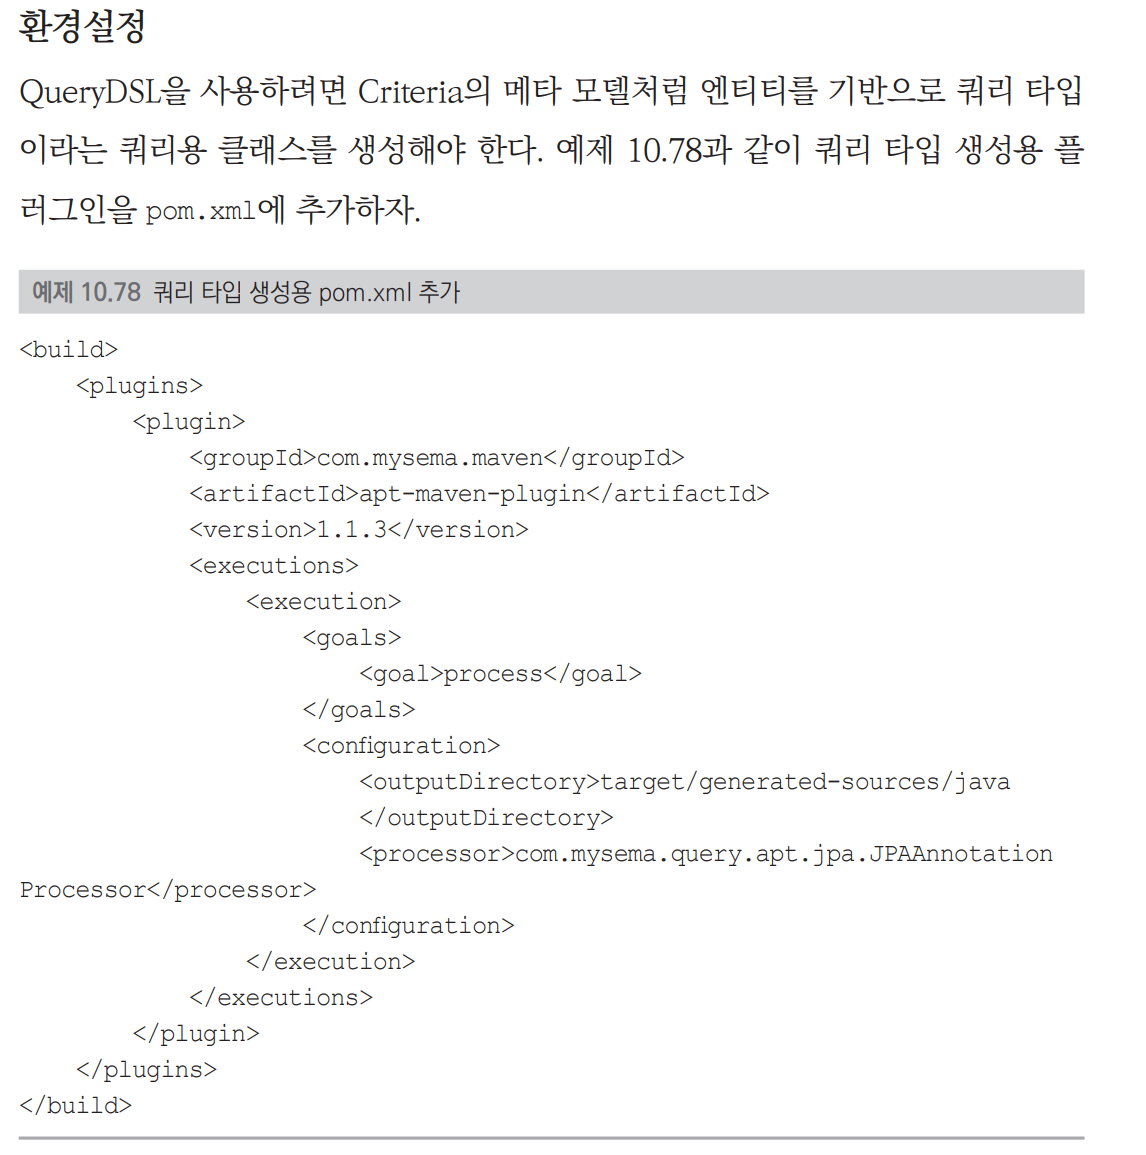 환경설정
QueryDSL을 사용하려면 Criteria의 메타 모델처럼 엔티티를 기반으로 쿼리 타입
이라는 쿼리용 클래스를 생성해야 한다. 예제 10.78과 같이 쿼리 타입 생성용 플
러그인을 pom.xml에 추가하자.
예제 10.78 쿼리 타입 생성용 pom.xml 추가
<build>
    <plugins>
        <plugin>
            <groupId>com.mysema.maven</groupId>
            <artifactId>apt-maven-plugin</artifactId>
            <version>1.1.3</version>
            <executions>
                <execution>
                    <goals>
                        <goal>process</goal>
                    </goals>
                    <configuration>
                        <outputDirectory>target/generated-sources/java
                        </outputDirectory>
                        <processor>com.mysema.query.apt.jpa.JPAAnnotation
Processor</processor>
                    </configuration>
                </execution>
            </executions>
        </plugin>
    </plugins>
</build>